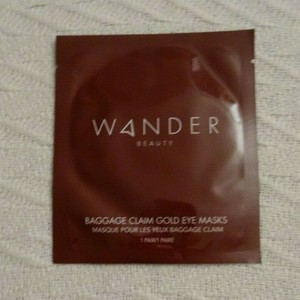 WANDER
BEAUTY
BAGGAGE CLAIM GOLD EYE MASKS
MASQUE POUR LES YEUX BAGGAGE CLAIM
1 PAIR/1 PAIRE